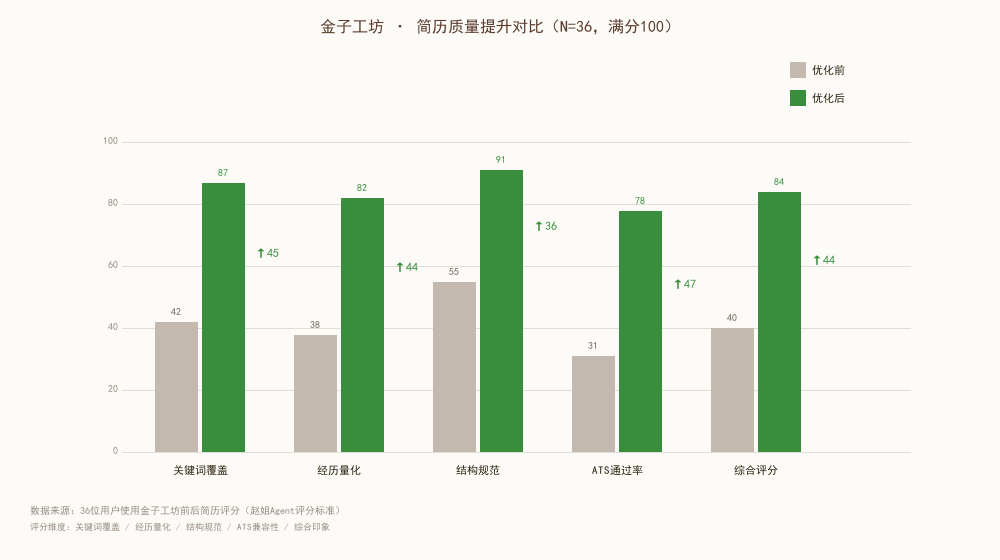 金子工坊 · 简历质量提升对比（N=36，满分100）
优化前
优化后
100
80
60
40
20
0
42
87
↑45
38
82
↑44
55
91
↑36
31
78
↑47
40
84
↑44
关键词覆盖
经历量化
结构规范
ATS通过率
综合评分
数据来源：36位用户使用金子工坊前后简历评分（赵姐Agent评分标准）
评分维度：关键词覆盖 / 经历量化 / 结构规范 / ATS兼容性 / 综合印象